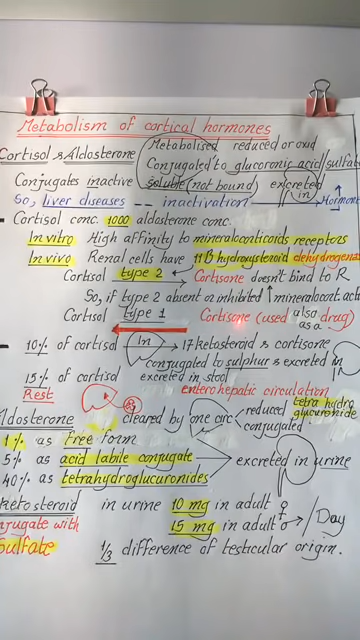 Metabolism of cortical hormones
Cortisol & Aldosterone
Metabolised reduced or oxid
Conjugated to glucoronic acid/sulfate
Conjugates inactive soluble (not bound) excreted in
So, liver diseases -- inactivation Hormone ↑
- Cortisol conc. 1000 aldosterone conc.
In vitro High affinity to mineralcorticoids receptors
In vivo Renal cells have 11β hydroxysteroid dehydrogena
Cortisol type 2 → Cortisone doesn't bind to R
So, if type 2 absent or inhibited ↑ mineralcort. act
Cortisol type 1 Cortisone (used also as a drug)
- 10% of cortisol In → 17 Ketosteroid & cortisone
conjugated to sulphur & excreted in
15% of cortisol excreted in stool
Rest enterohepatic circulation
Aldosterone cleared by one circ reduced conjugated tetra hydro glucuronide
1% as free form
5% as acid labile conjugate
40% as tetrahydroglucuronides
excreted in urine
Ketosteroid in urine 10 mg in adult ♀
njugate with 15 mg in adult ♂ /Day
Sulfate 1/3 difference of testicular origin.